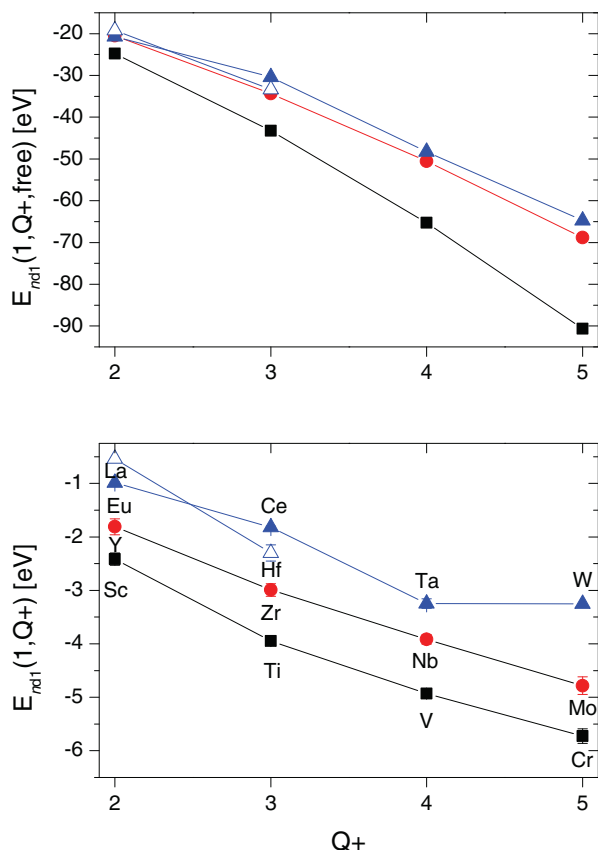 E_nd1(1,Q+,free) [eV]
-20
-30
-40
-50
-60
-70
-80
-90
2 3 4 5
E_nd1(1,Q+) [eV]
-1
-2
-3
-4
-5
-6
La
Eu
Y
Sc
Ce
Hf
Zr
Ti
Ta
Nb
V
W
Mo
Cr
2 3 4 5
Q+